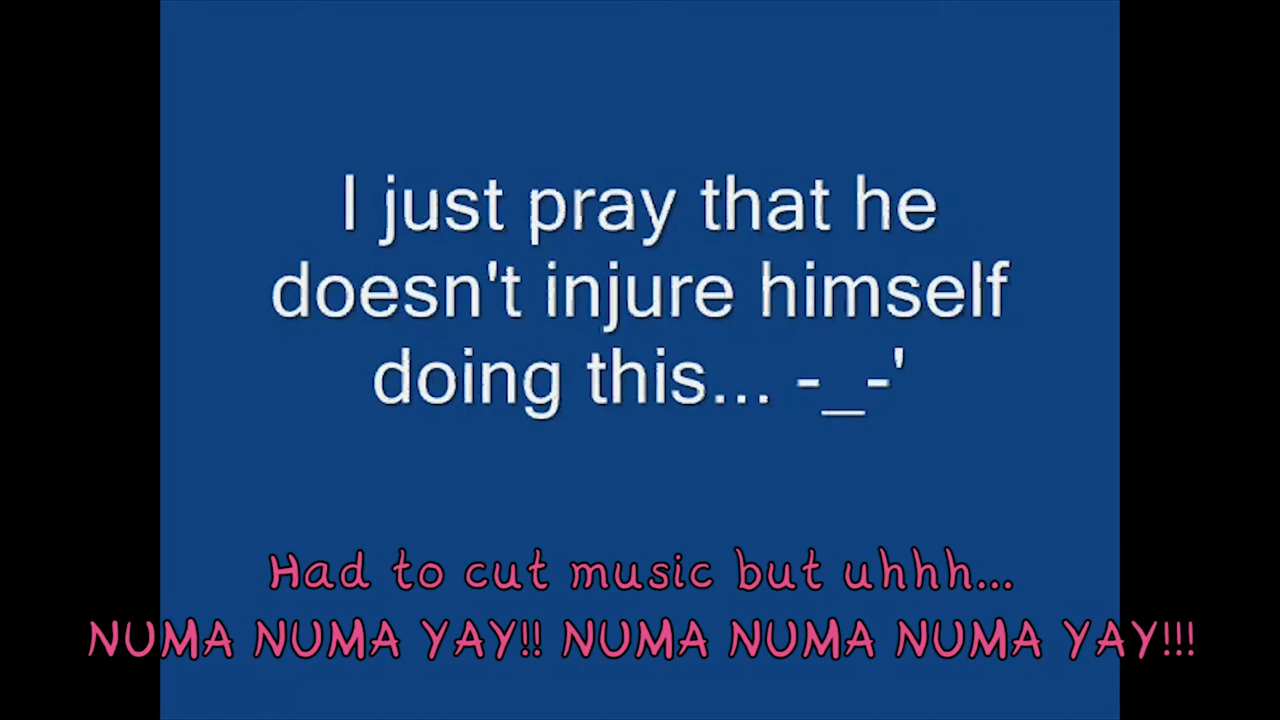 I just pray that he
doesn't injure himself
doing this... -_-'
Had to cut music but uhhh...
NUMA NUMA YAY!! NUMA NUMA NUMA YAY!!!